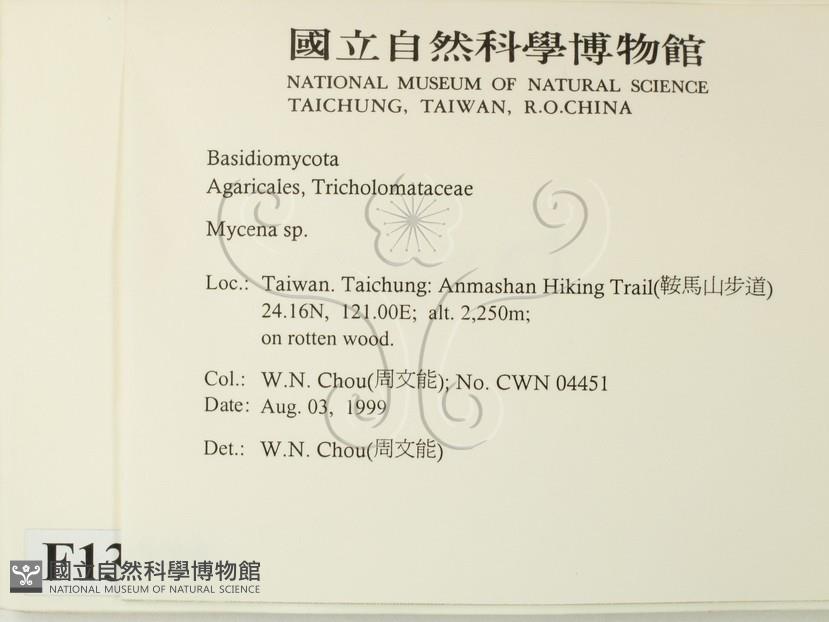 國立自然科學博物館
NATIONAL MUSEUM OF NATURAL SCIENCE
TAICHUNG, TAIWAN, R.O.CHINA
Basidiomycota
Agaricales, Tricholomataceae
Mycena sp.
Loc.: Taiwan. Taichung: Anmashan Hiking Trail(鞍馬山步道)
24.16N, 121.00E; alt. 2,250m;
on rotten wood.
Col.: W.N. Chou(周文能); No. CWN 04451
Date: Aug. 03, 1999
Det.: W.N. Chou(周文能)
F13
國立自然科學博物館
NATIONAL MUSEUM OF NATURAL SCIENCE